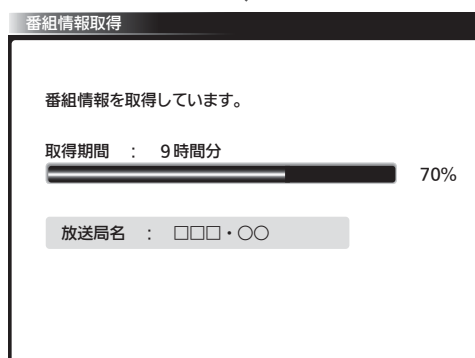 番組情報取得
番組情報を取得しています。
取得期間 : 9時間分
70%
放送局名 : □□□・○○